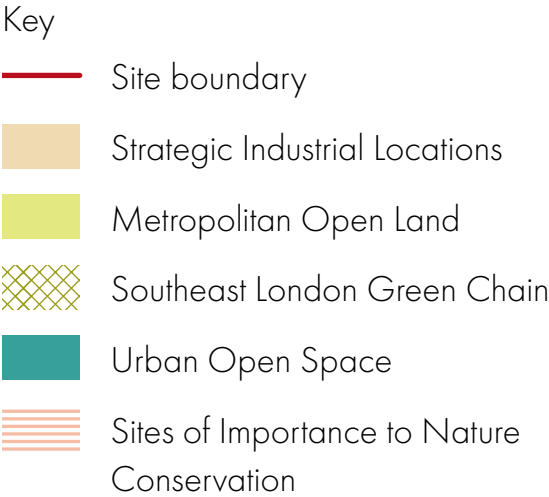 Key
Site boundary
Strategic Industrial Locations
Metropolitan Open Land
Southeast London Green Chain
Urban Open Space
Sites of Importance to Nature
Conservation